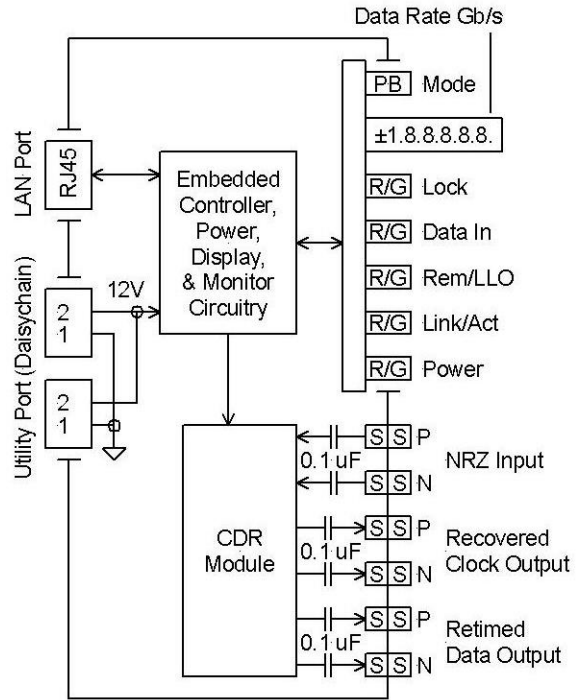 Data Rate Gb/s
PB Mode
±1.8.8.8.8.8.
LAN Port
RJ45
Embedded
Controller,
Power,
Display,
& Monitor
Circuitry
R/G Lock
R/G Data In
R/G Rem/LLO
R/G Link/Act
R/G Power
Utility Port (Daisychain)
2
1
2
1
12V
CDR
Module
0.1 uF
S S P
S S N
NRZ Input
0.1 uF
S S P
S S N
Recovered
Clock Output
0.1 uF
S S P
S S N
Retimed
Data Output